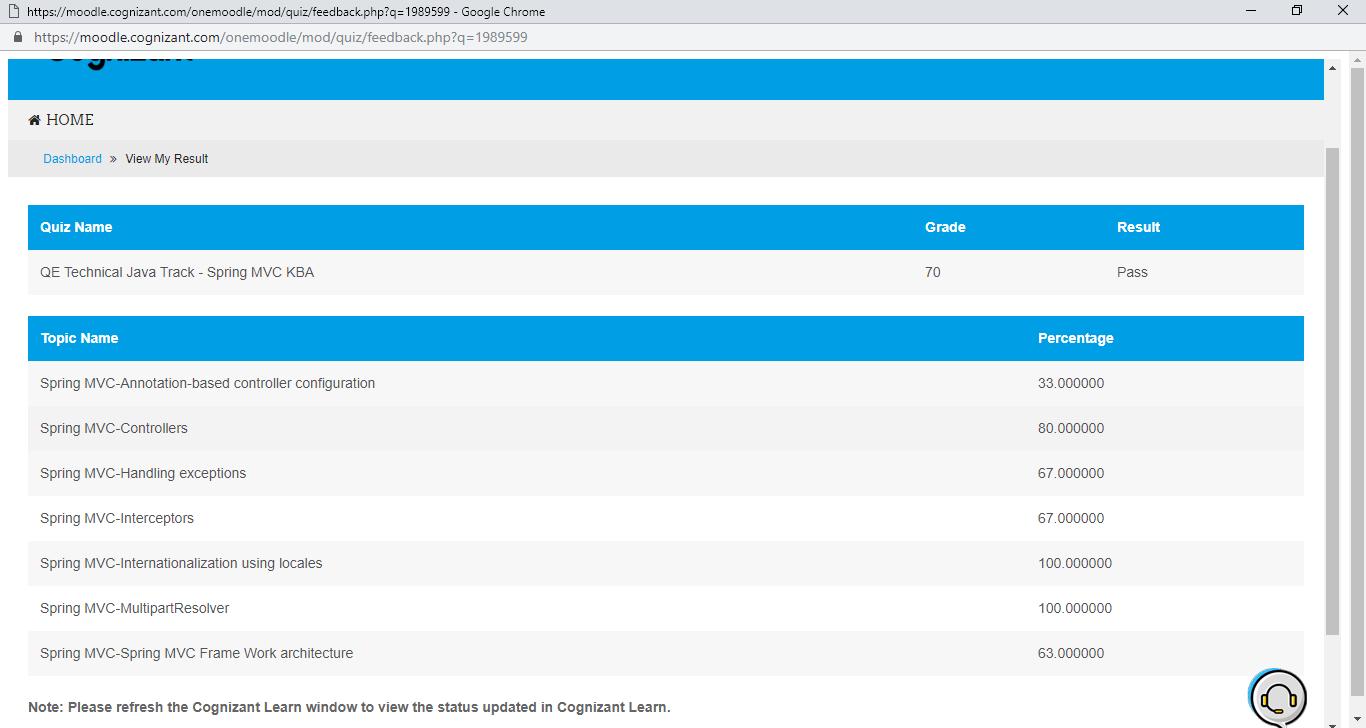 https://moodle.cognizant.com/onemoodle/mod/quiz/feedback.php?q=1989599 - Google Chrome
https://moodle.cognizant.com/onemoodle/mod/quiz/feedback.php?q=1989599
Cognizant
HOME
Dashboard » View My Result
Quiz Name Grade Result
QE Technical Java Track - Spring MVC KBA 70 Pass
Topic Name Percentage
Spring MVC-Annotation-based controller configuration 33.000000
Spring MVC-Controllers 80.000000
Spring MVC-Handling exceptions 67.000000
Spring MVC-Interceptors 67.000000
Spring MVC-Internationalization using locales 100.000000
Spring MVC-MultipartResolver 100.000000
Spring MVC-Spring MVC Frame Work architecture 63.000000
Note: Please refresh the Cognizant Learn window to view the status updated in Cognizant Learn.